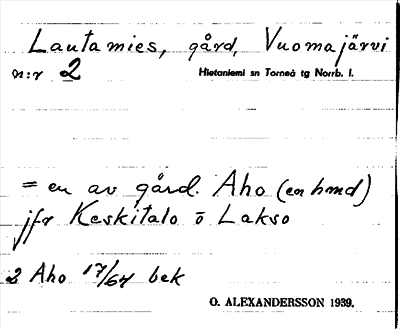 Lautamies, gård, Vuomajärvi
n:r 2 Hietaniemi sn Torneå tg Norrb. l.
= en av gård. Aho (en hmd)
jfr Keskitalo o Lakso
2 Aho 17/64 bek
O. ALEXANDERSSON 1939.